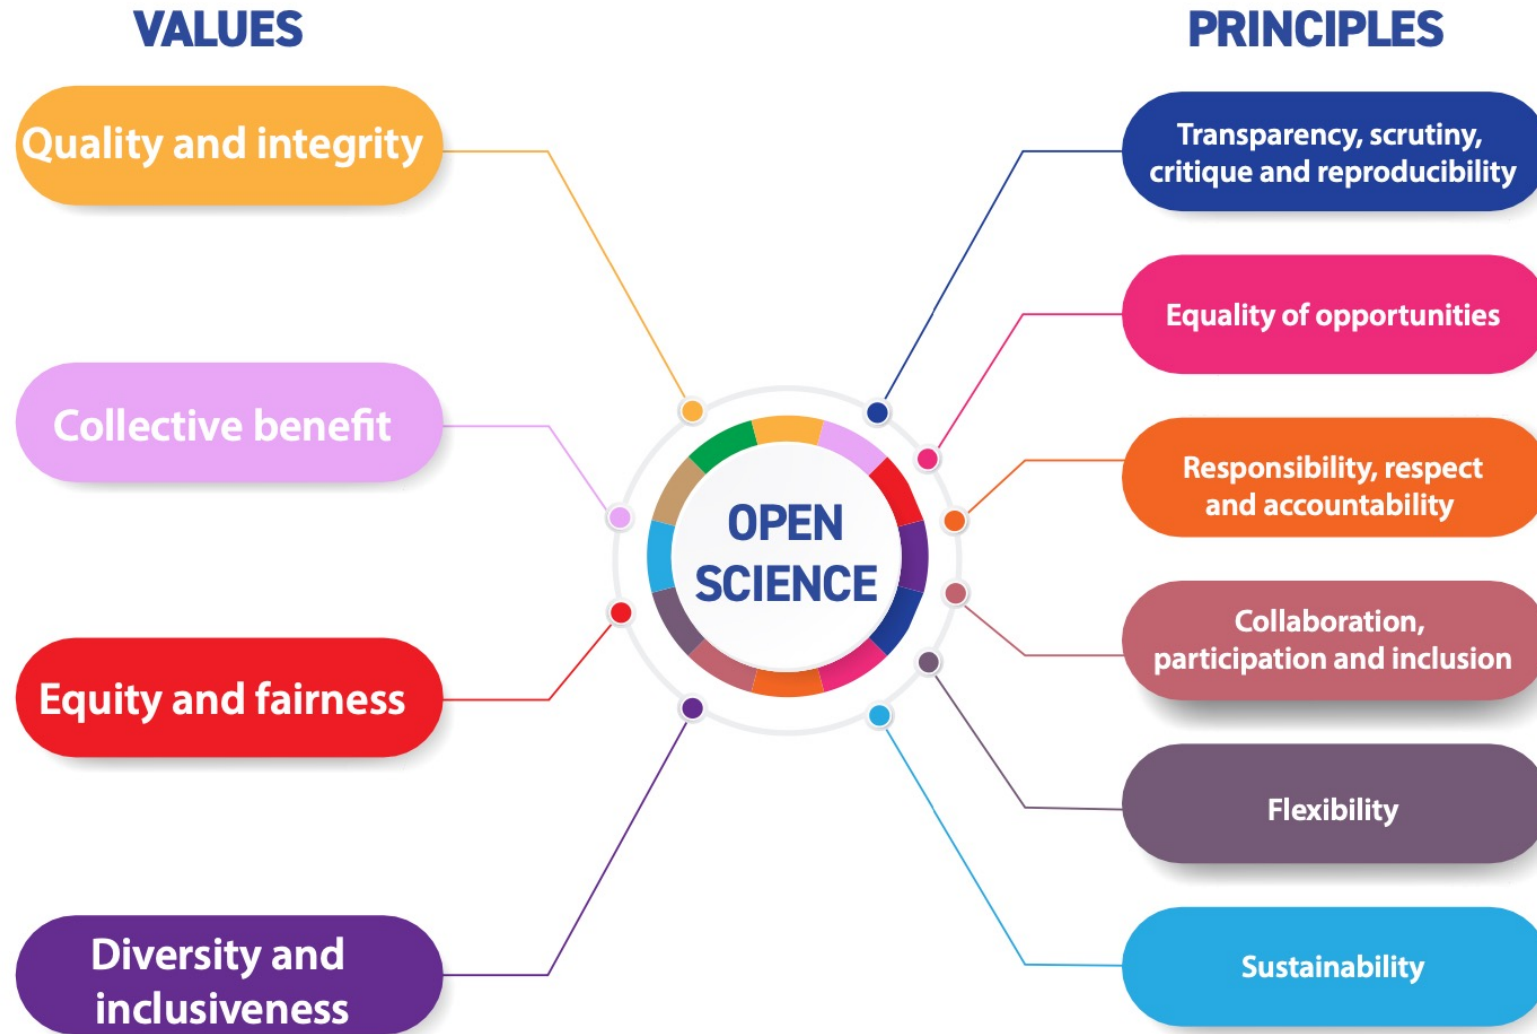 VALUES
Quality and integrity
Collective benefit
Equity and fairness
Diversity and
inclusiveness
OPEN
SCIENCE
PRINCIPLES
Transparency, scrutiny,
critique and reproducibility
Equality of opportunities
Responsibility, respect
and accountability
Collaboration,
participation and inclusion
Flexibility
Sustainability